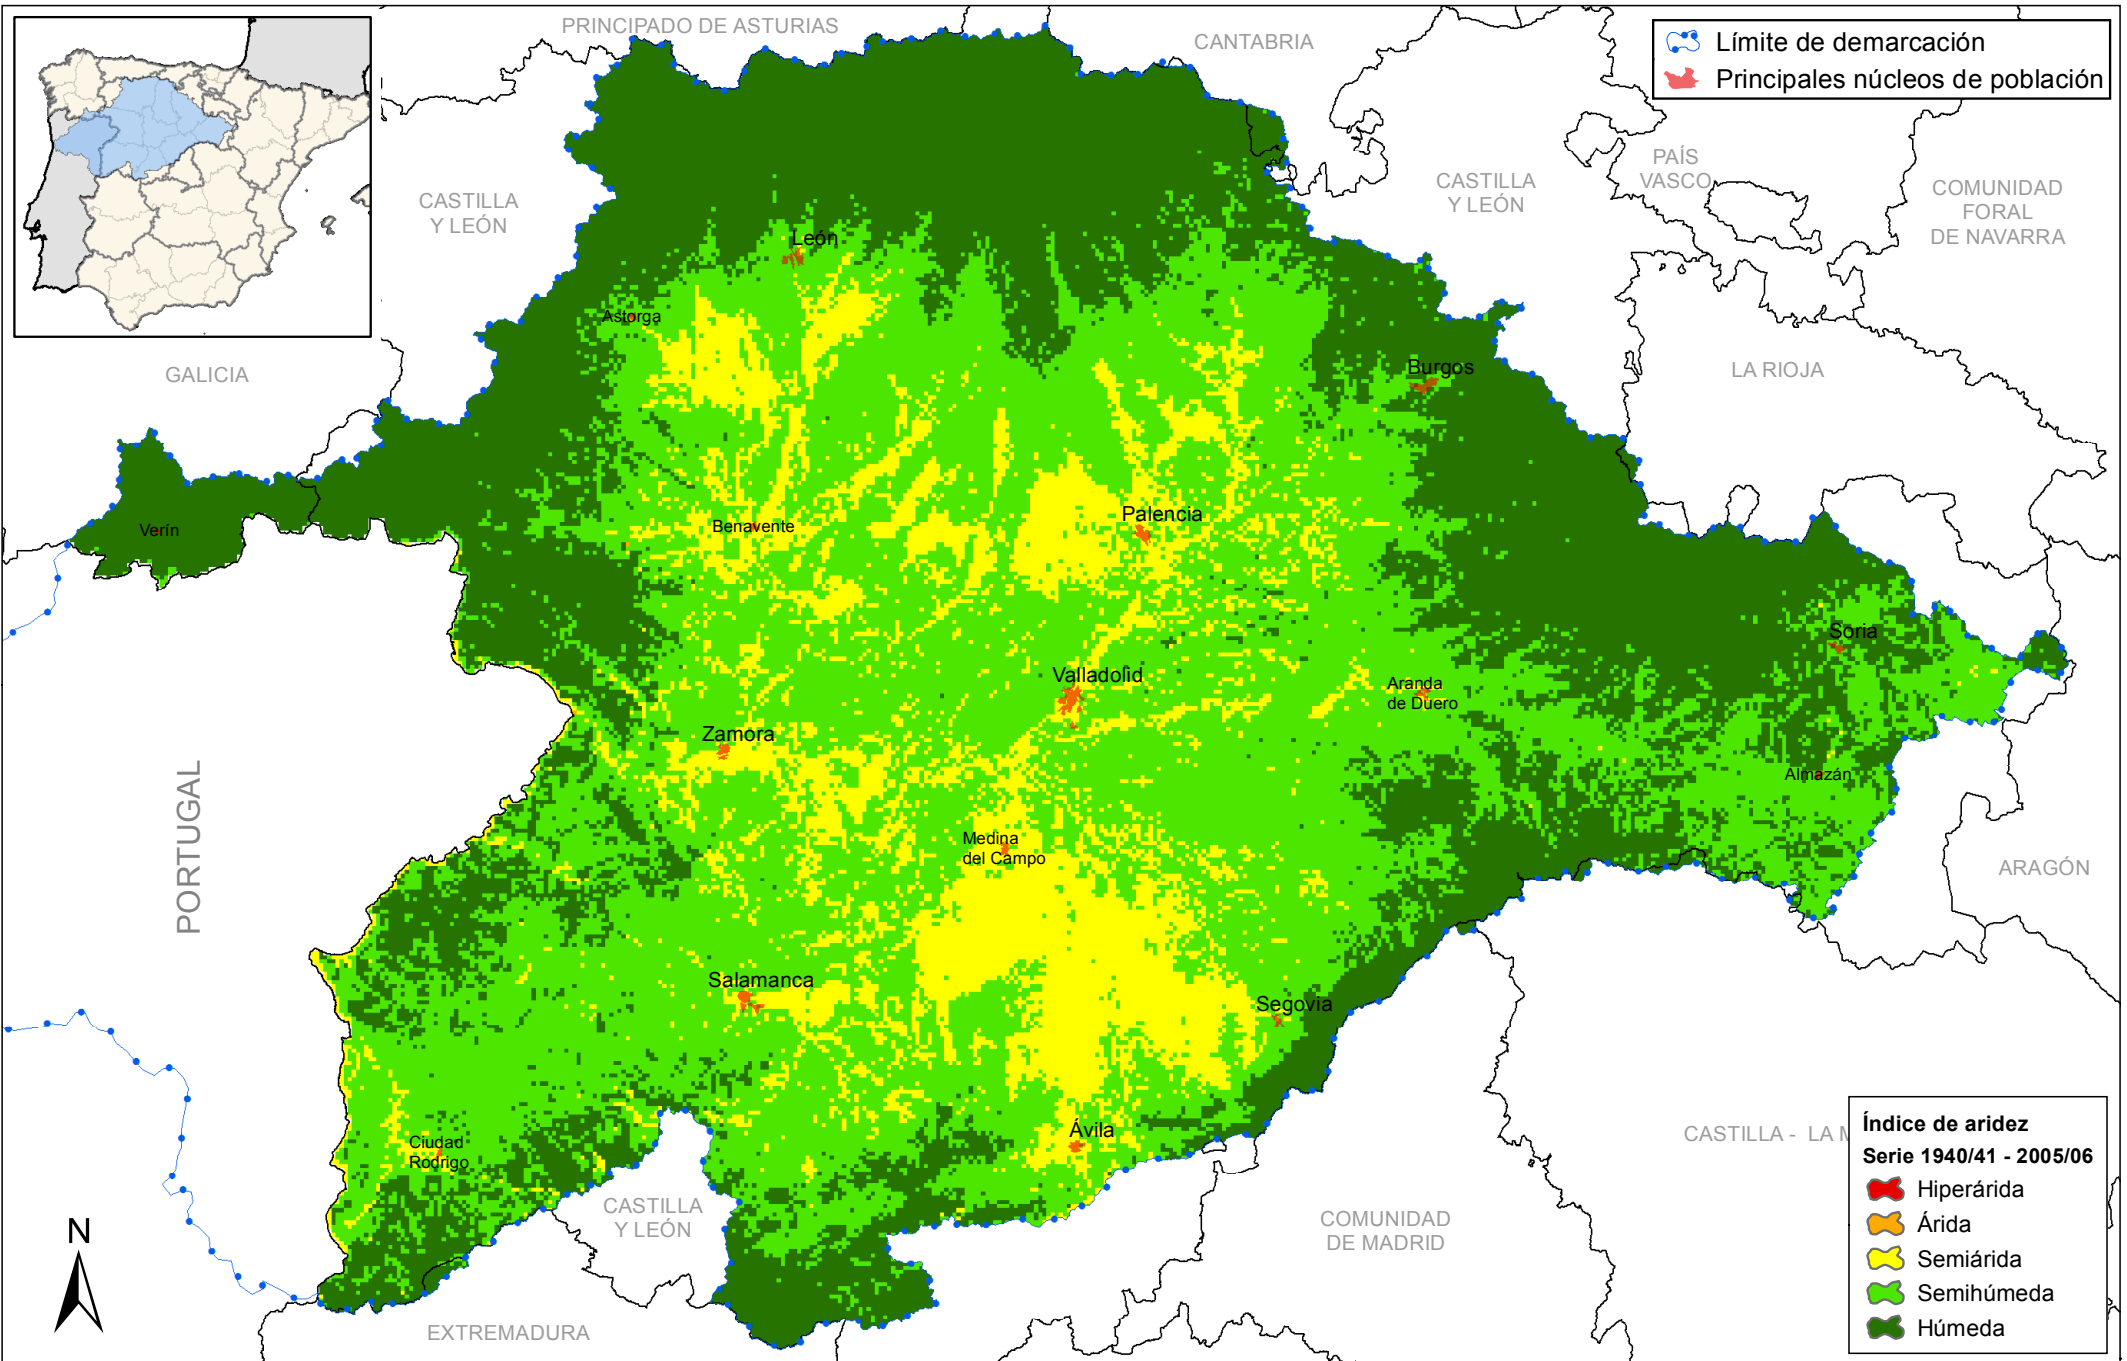 PRINCIPADO DE ASTURIAS
CANTABRIA
Límite de demarcación
Principales núcleos de población
CASTILLA
Y LEÓN
PAÍS
VASCO
CASTILLA
Y LEÓN
COMUNIDAD
FORAL
DE NAVARRA
León
Astorga
GALICIA
Burgos
LA RIOJA
Verín
Benavente
Palencia
Soria
Valladolid
Aranda
de Duero
Zamora
Almazán
PORTUGAL
Medina
del Campo
ARAGÓN
Salamanca
Segovia
Ávila
Ciudad
Rodrigo
CASTILLA - LA
CASTILLA
Y LEÓN
COMUNIDAD
DE MADRID
EXTREMADURA
N
Índice de aridez
Serie 1940/41 - 2005/06
Hiperárida
Árida
Semiárida
Semihúmeda
Húmeda